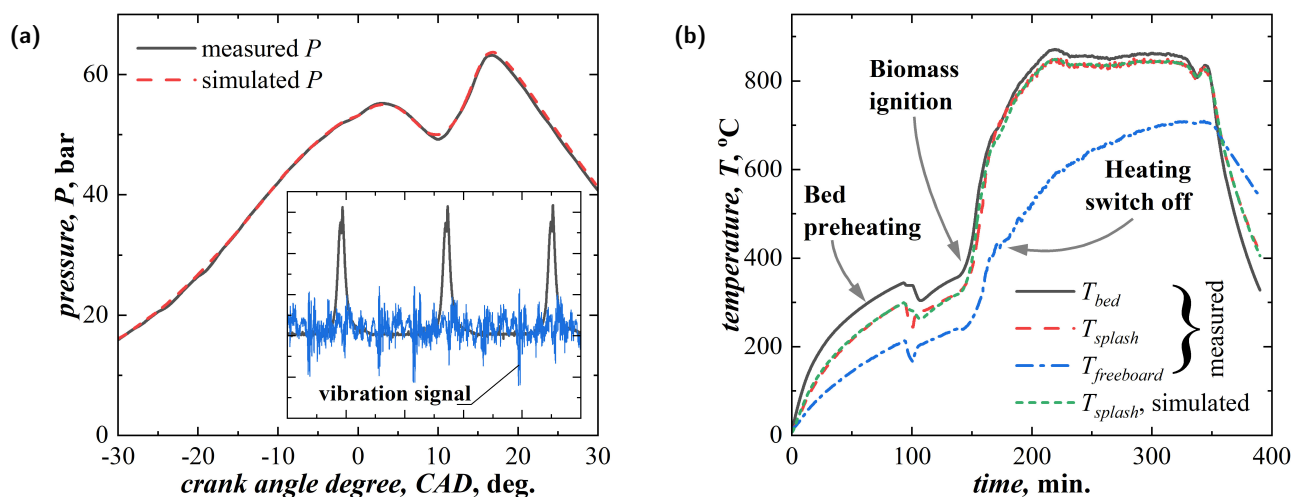 (a)
measured P
simulated P
60
40
20
0
pressure, P, bar
vibration signal
-30
-20
-10
0
10
20
30
crank angle degree, CAD, deg.
(b)
800
600
400
200
0
temperature, T, ºC
Biomass
ignition
Bed
preheating
Heating
switch off
T_bed
T_splash
T_freeboard
T_splash, simulated
measured
0
100
200
300
400
time, min.